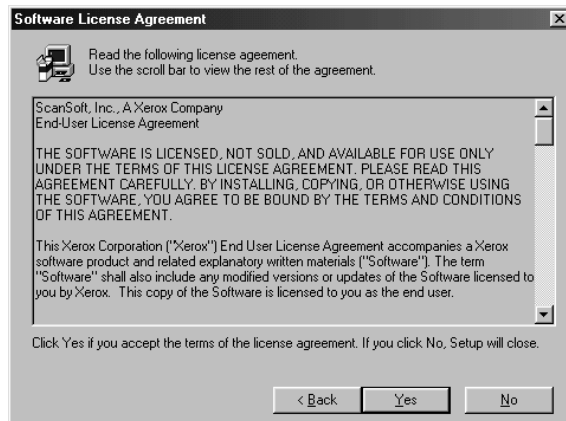 Software License Agreement
Read the following license ageement.
Use the scroll bar to view the rest of the agreement.
ScanSoft, Inc., A Xerox Company
End-User License Agreement
THE SOFTWARE IS LICENSED, NOT SOLD, AND AVAILABLE FOR USE ONLY
UNDER THE TERMS OF THIS LICENSE AGREEMENT. PLEASE READ THIS
AGREEMENT CAREFULLY. BY INSTALLING, COPYING, OR OTHERWISE USING
THE SOFTWARE, YOU AGREE TO BE BOUND BY THE TERMS AND CONDITIONS
OF THIS AGREEMENT.
This Xerox Corporation ("Xerox") End User License Agreement accompanies a Xerox
software product and related explanatory written materials ("Software"). The term
"Software" shall also include any modified versions or updates of the Software licensed to
you by Xerox. This copy of the Software is licensed to you as the end user.
Click Yes if you accept the terms of the license agreement. If you click No, Setup will close.
< Back Yes No